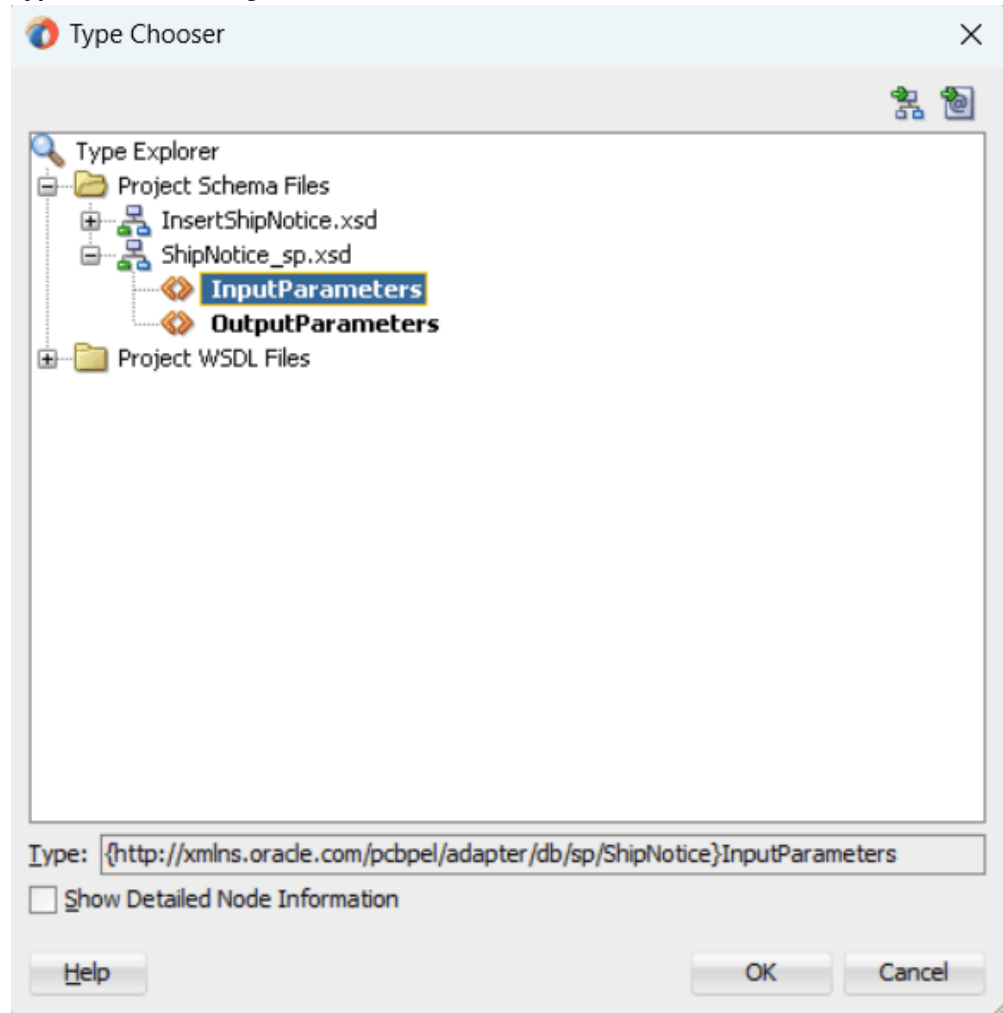 Type Chooser
Type Explorer
Project Schema Files
InsertShipNotice.xsd
ShipNotice_sp.xsd
InputParameters
OutputParameters
Project WSDL Files
Type: {http://xmlns.oracle.com/pcbpel/adapter/db/sp/ShipNotice}InputParameters
Show Detailed Node Information
Help OK Cancel